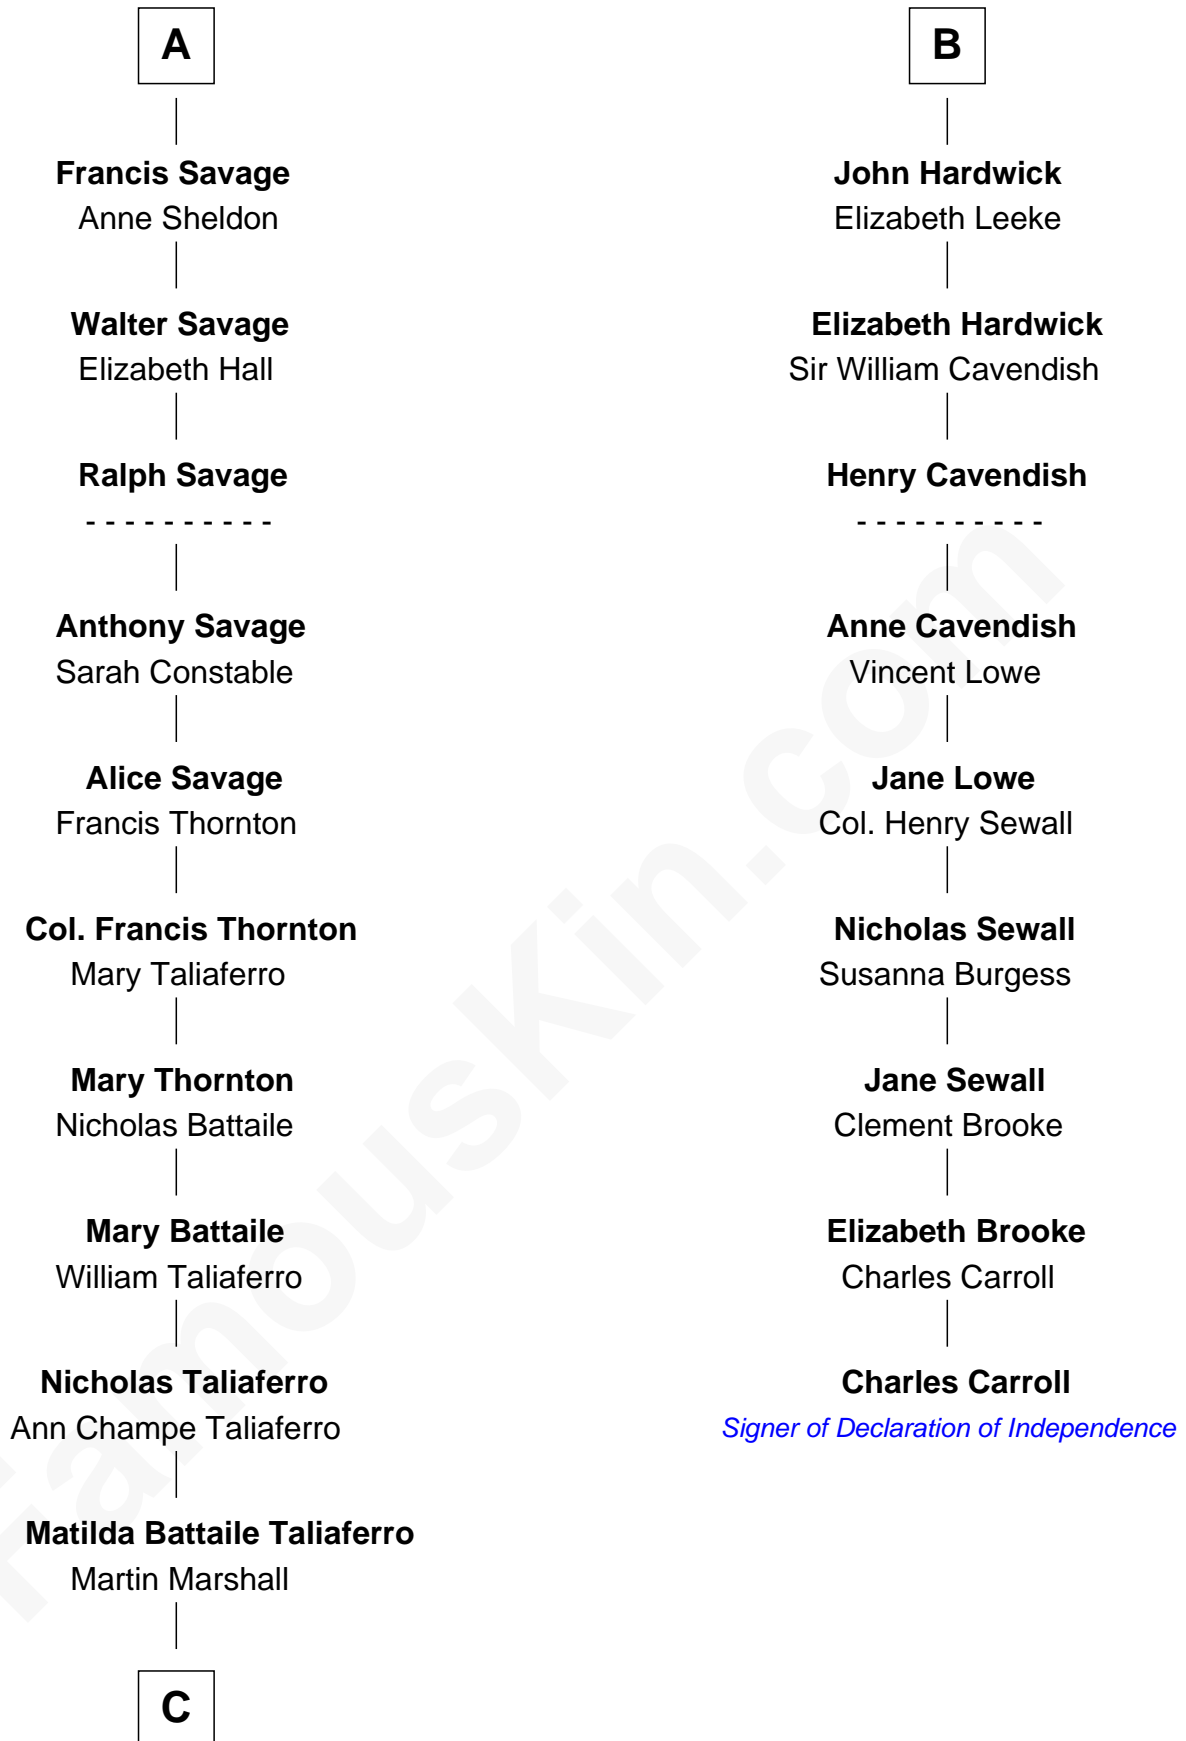 A
Francis Savage
Anne Sheldon
Walter Savage
Elizabeth Hall
Ralph Savage
- - - - - - - - - -
Anthony Savage
Sarah Constable
Alice Savage
Francis Thornton
Col. Francis Thornton
Mary Taliaferro
Mary Thornton
Nicholas Battaile
Mary Battaile
William Taliaferro
Nicholas Taliaferro
Ann Champe Taliaferro
Matilda Battaile Taliaferro
Martin Marshall
C
B
John Hardwick
Elizabeth Leeke
Elizabeth Hardwick
Sir William Cavendish
Henry Cavendish
- - - - - - - - - -
Anne Cavendish
Vincent Lowe
Jane Lowe
Col. Henry Sewall
Nicholas Sewall
Susanna Burgess
Jane Sewall
Clement Brooke
Elizabeth Brooke
Charles Carroll
Charles Carroll
Signer of Declaration of Independence
FamousKin.com